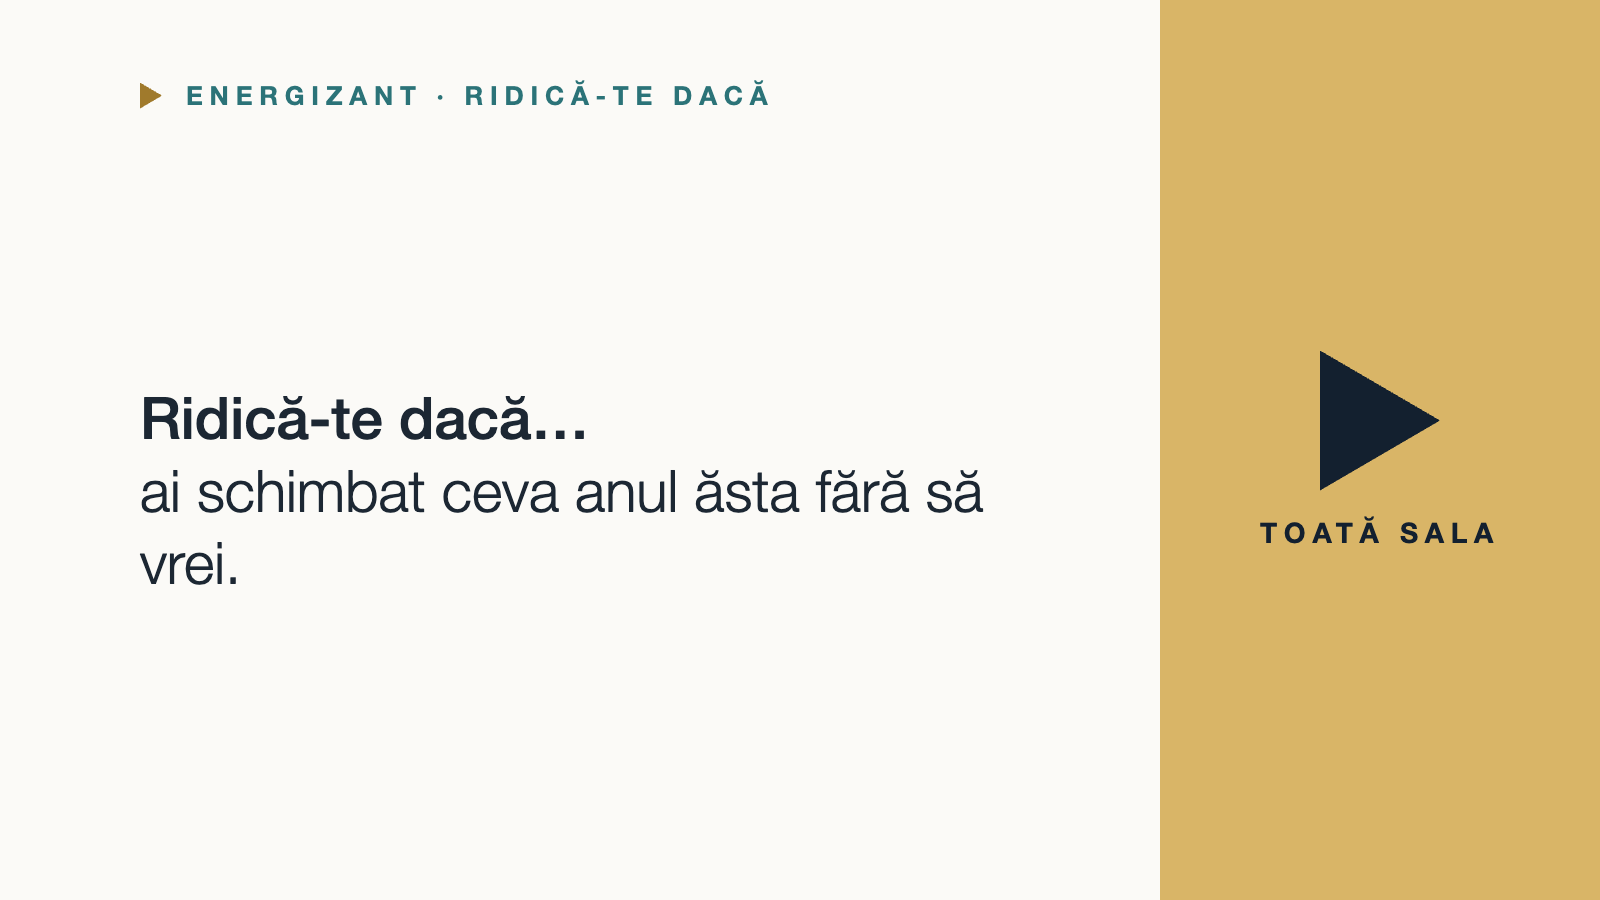 ENERGIZANT · RIDICĂ-TE DACĂ
Ridică-te dacă…
ai schimbat ceva anul ăsta fără să
vrei.
TOATĂ SALA